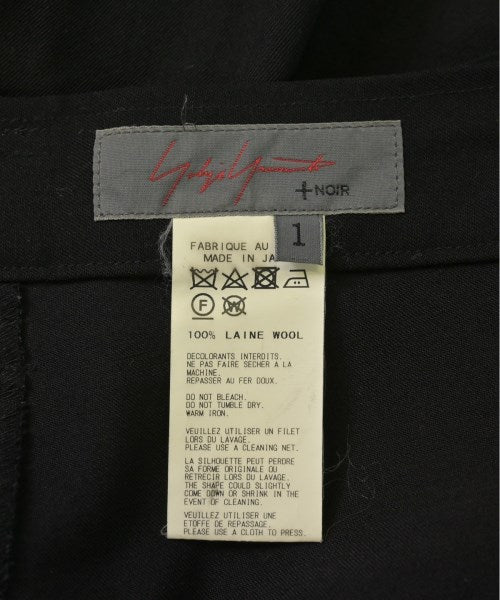 Yohji Yamamoto
+NOIR
1
FABRIQUE AU
MADE IN JA
F W
100% LAINE WOOL
DECOLORANTS INTERDITS.
NE PAS FAIRE SECHER A LA
MACHINE.
REPASSER AU FER DOUX.
DO NOT BLEACH.
DO NOT TUMBLE DRY.
WARM IRON.
VEUILLEZ UTILISER UN FILET
LORS DU LAVAGE.
PLEASE USE A CLEANING NET.
LA SILHOUETTE PEUT PERDRE
SA FORME ORIGINALE OU
RETRECIR LORS DU LAVAGE.
THE SHAPE COULD SLIGHTLY
COME DOWN OR SHRINK IN THE
EVENT OF CLEANING.
VEUILLEZ UTILISER UNE
ETOFFE DE REPASSAGE.
PLEASE USE A CLOTH TO PRESS.